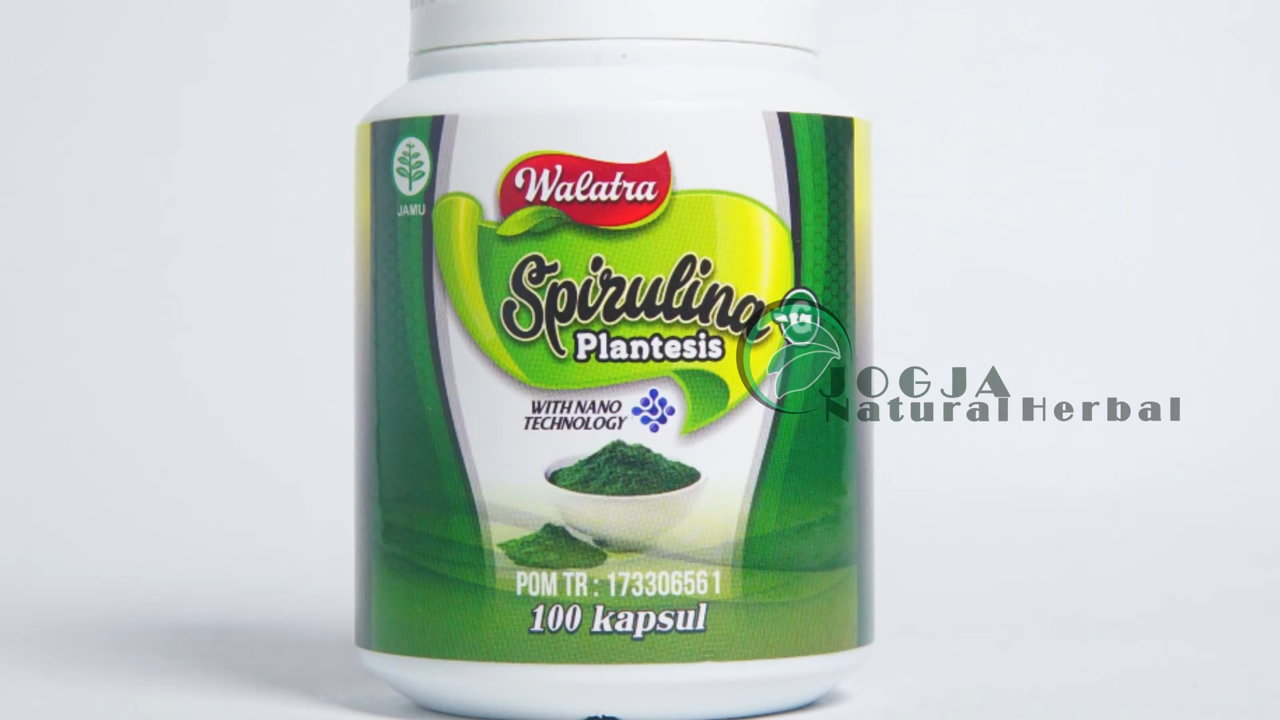 JAMU
Walatra
Spirulina
Plantesis
WITH NANO
TECHNOLOGY
G
JOGJA
Natural Herbal
POM TR : 173306561
100 kapsul